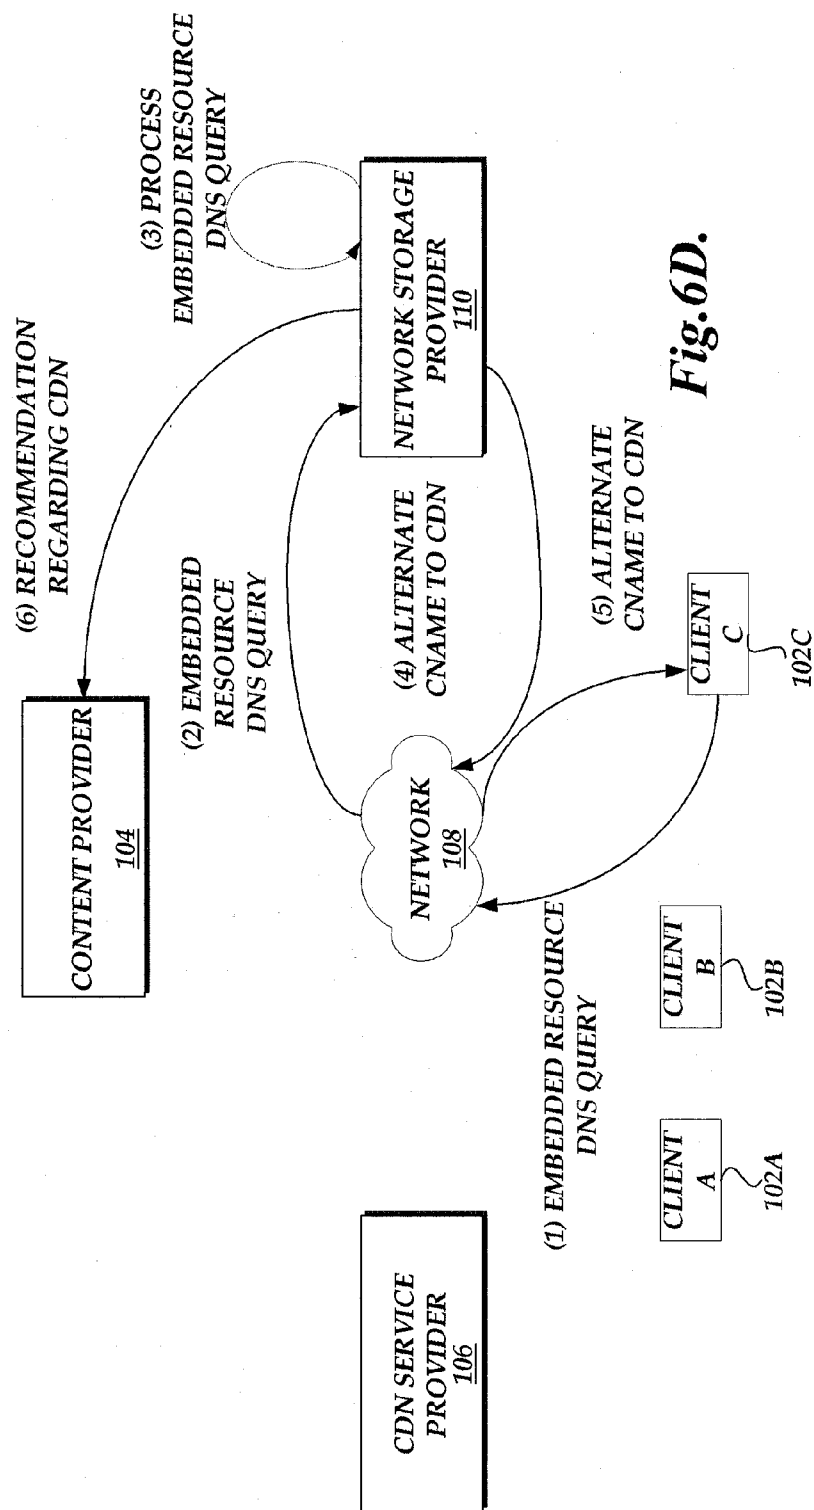 (6) RECOMMENDATION
REGARDING CDN
(3) PROCESS
EMBEDDED RESOURCE
DNS QUERY
CONTENT PROVIDER
104
(2) EMBEDDED
RESOURCE
DNS QUERY
CDN SERVICE
PROVIDER
106
NETWORK
108
(4) ALTERNATE
CNAME TO CDN
NETWORK STORAGE
PROVIDER
110
(1) EMBEDDED RESOURCE
DNS QUERY
(5) ALTERNATE
CNAME TO CDN
CLIENT
A
102A
CLIENT
B
102B
CLIENT
C
102C
Fig.6D.